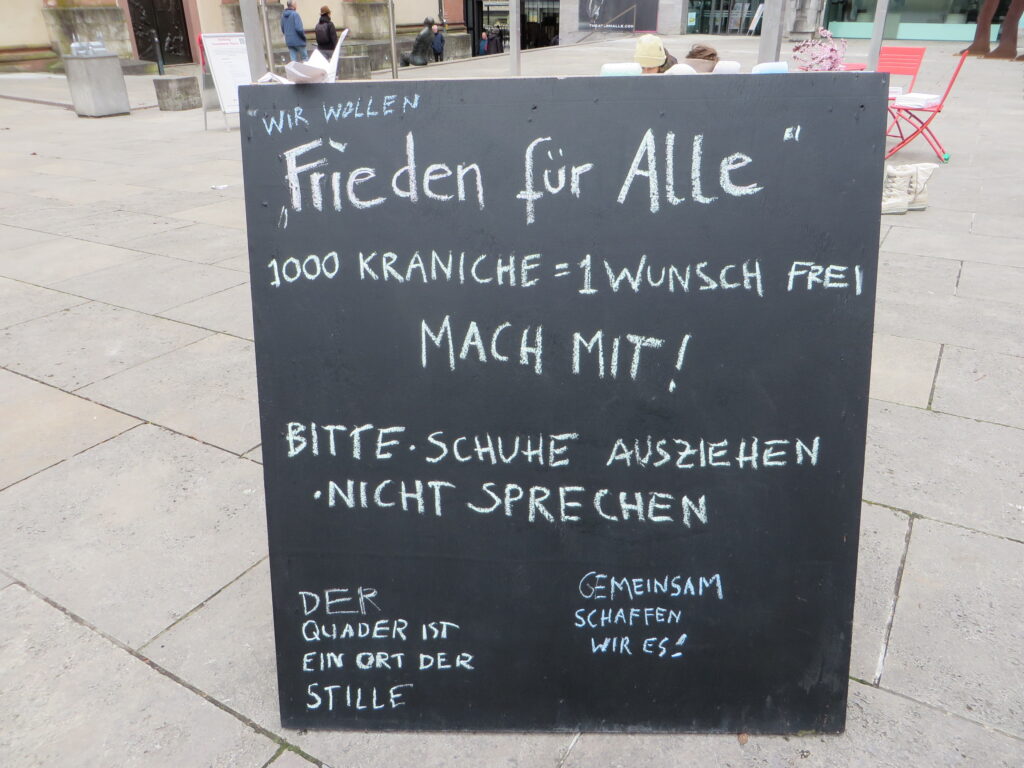 "WIR WOLLEN
„Frieden für Alle“
1000 KRANICHE = 1 WUNSCH FREI
MACH MIT!
BITTE · SCHUHE AUSZIEHEN
· NICHT SPRECHEN
DER
QUADER IST
EIN ORT DER
STILLE
GEMEINSAM
SCHAFFEN
WIR ES!